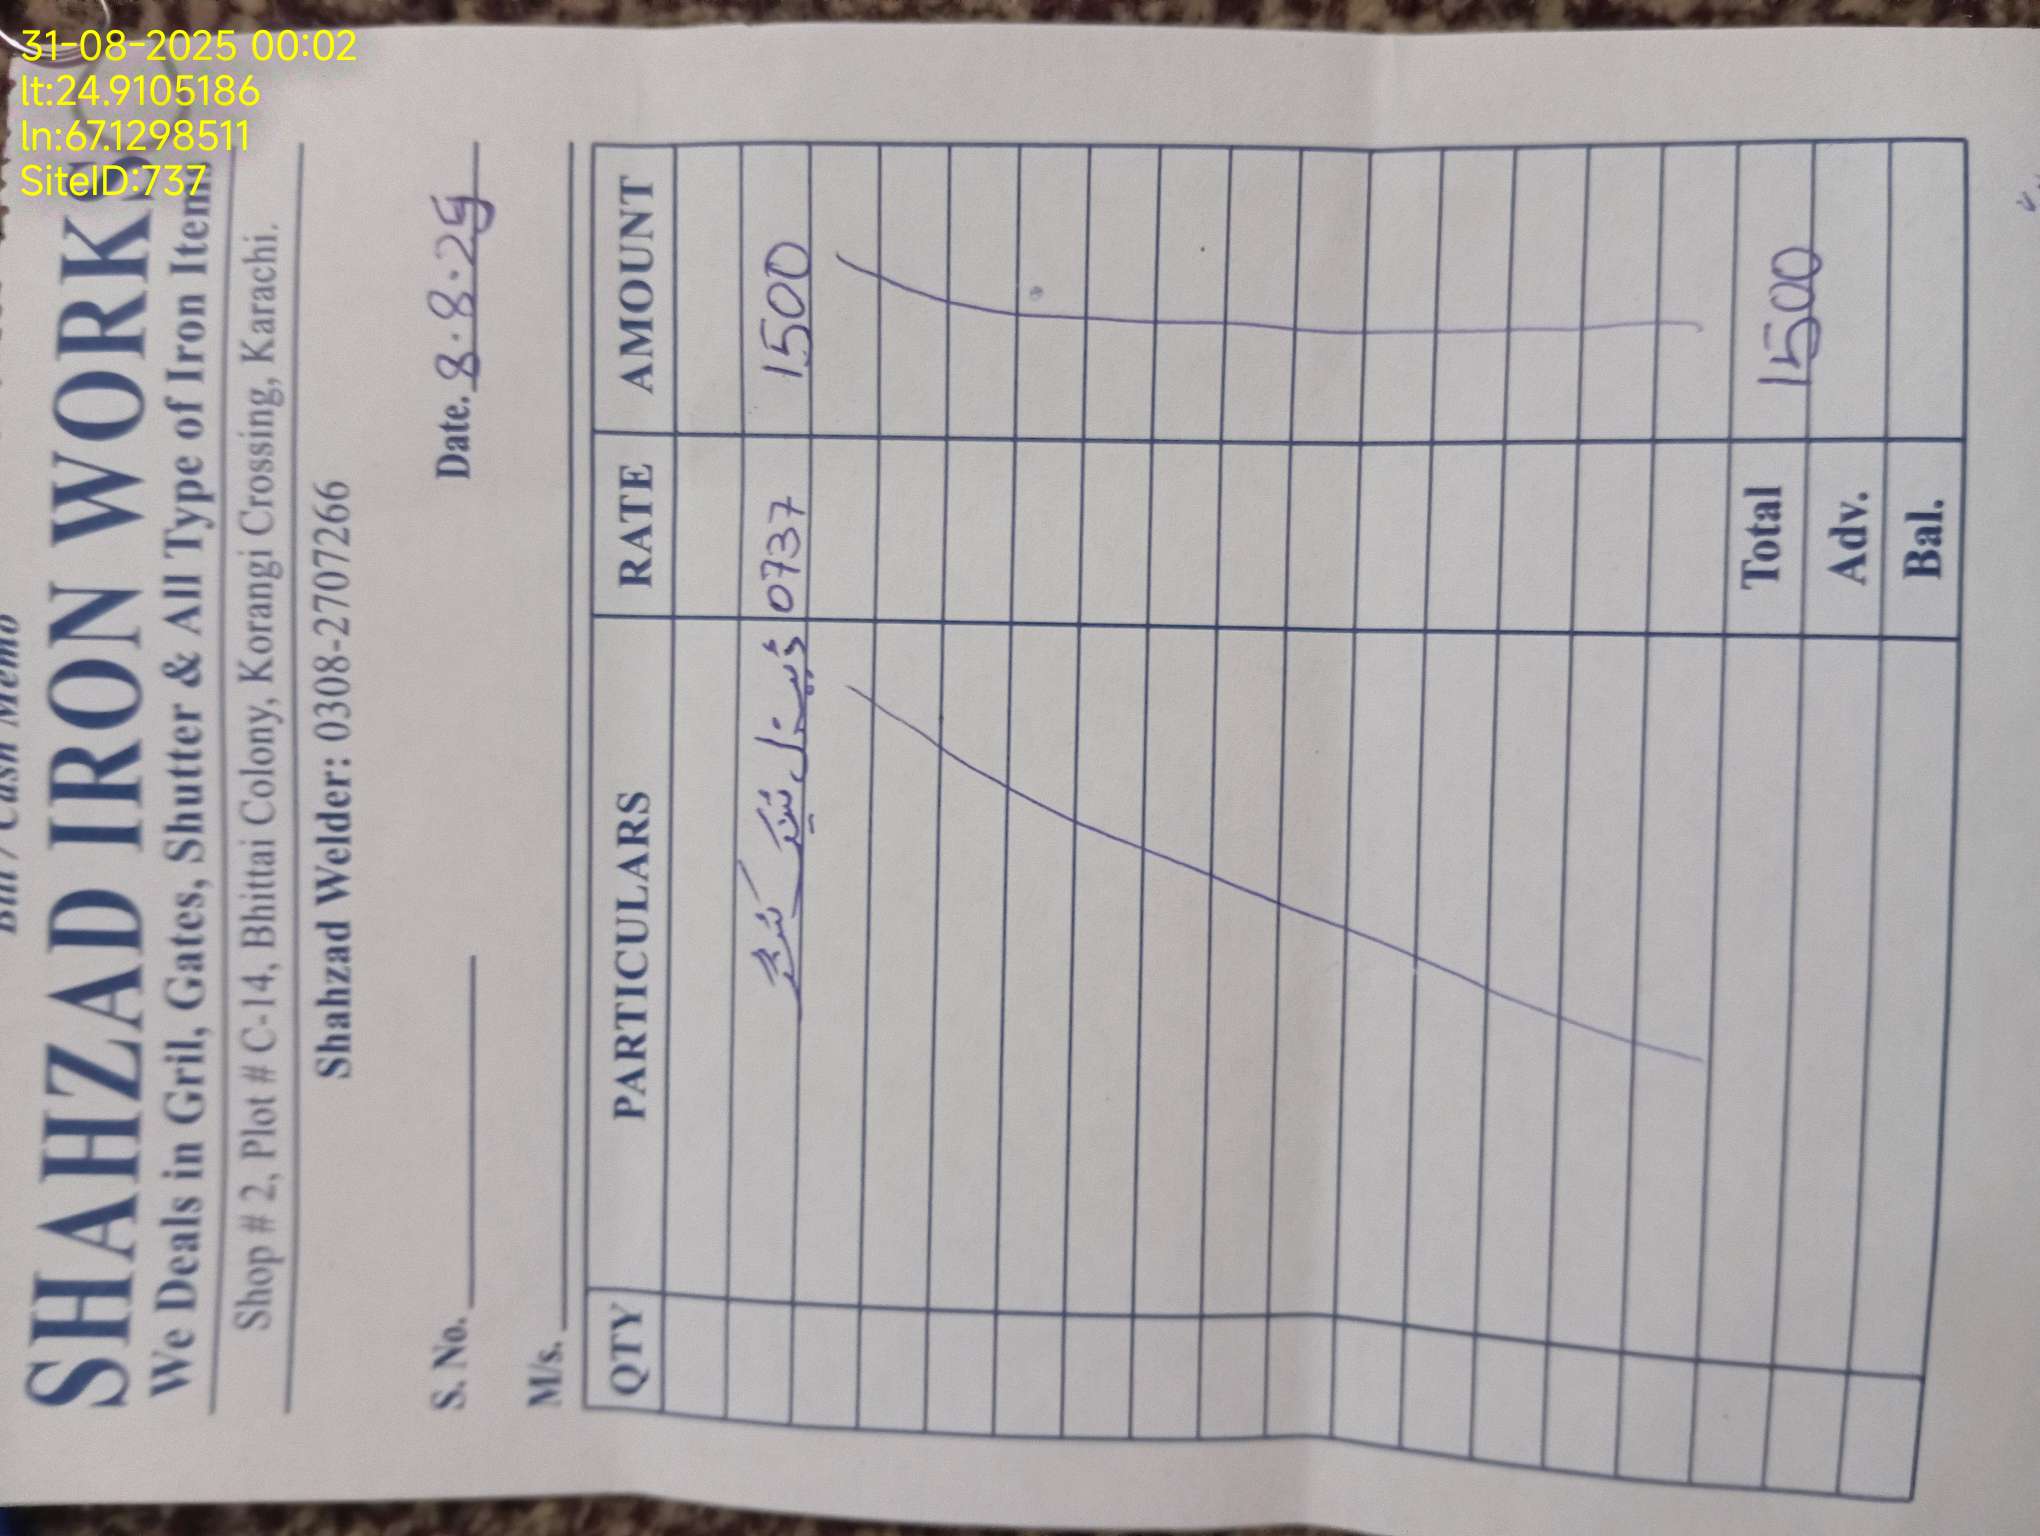 31-08-2025 00:02
lt:24.9105186
ln:67.1298511
SiteID:737
Bill / Cash Memo
SHAHZAD IRON WORKS
We Deals in Gril, Gates, Shutter & All Type of Iron Items
Shop # 2, Plot # C-14, Bhittai Colony, Korangi Crossing, Karachi.
Shahzad Welder: 0308-2707266
S. No. Date. 8.8.25
M/s.
QTY PARTICULARS RATE AMOUNT
0737 1500
Total 1500
Adv.
Bal.